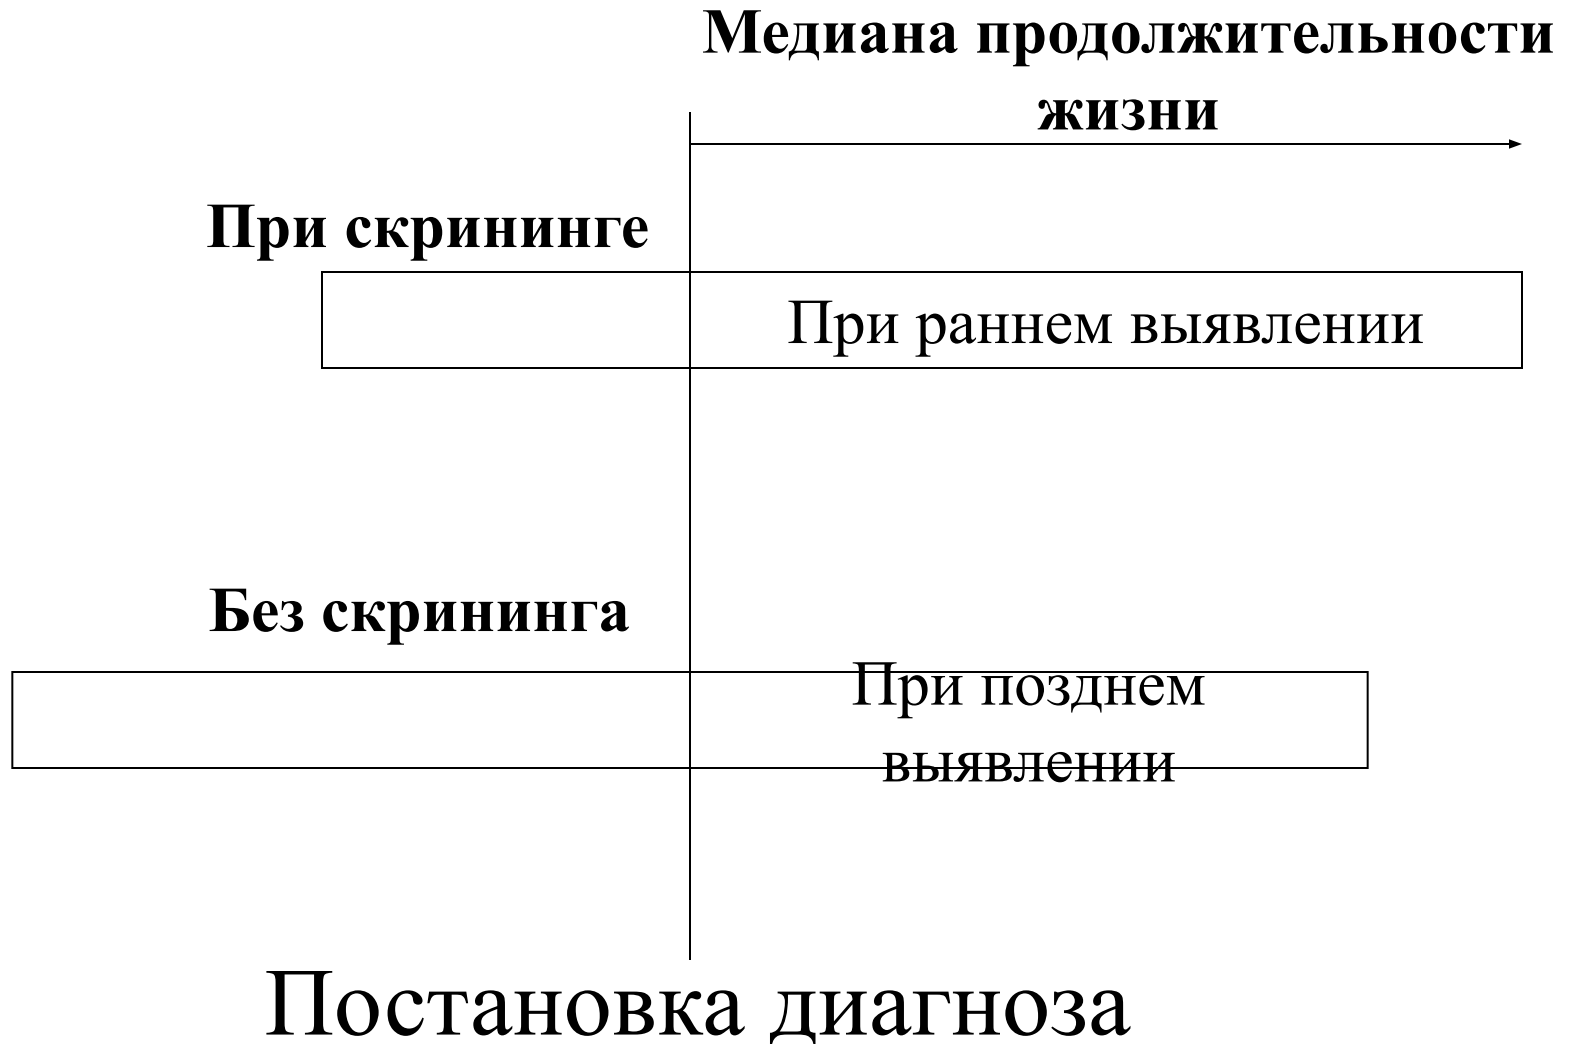 Медиана продолжительности
жизни
При скрининге
При раннем выявлении
Без скрининга
При позднем
выявлении
Постановка диагноза